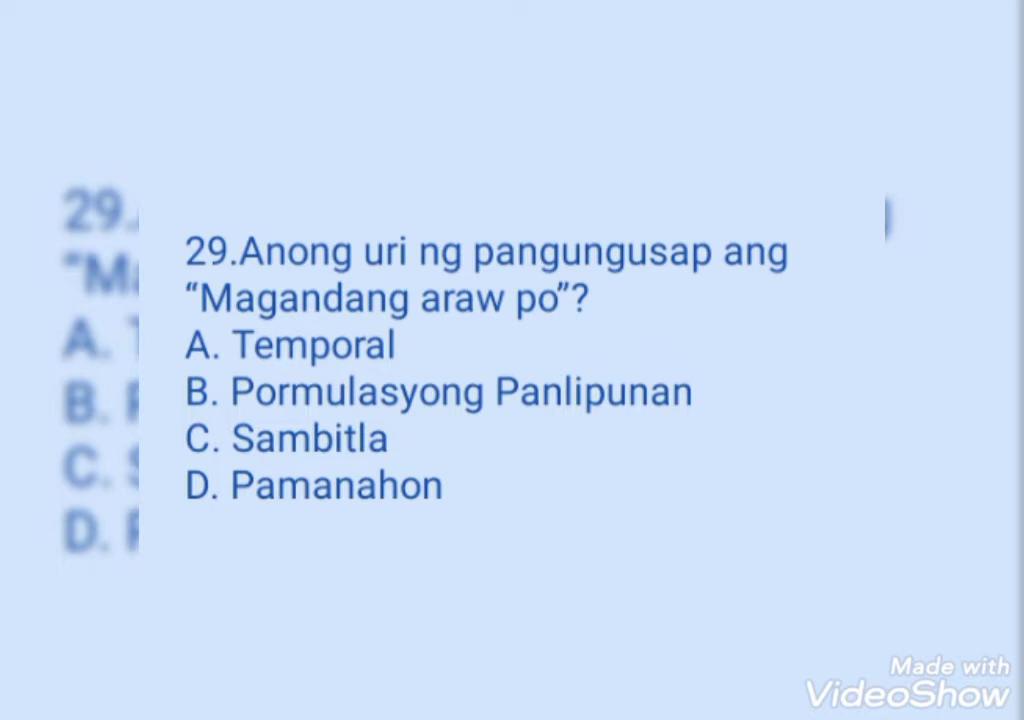 29.Anong uri ng pangungusap ang
“Magandang araw po”?
A. Temporal
B. Pormulasyong Panlipunan
C. Sambitla
D. Pamanahon
Made with
VideoShow